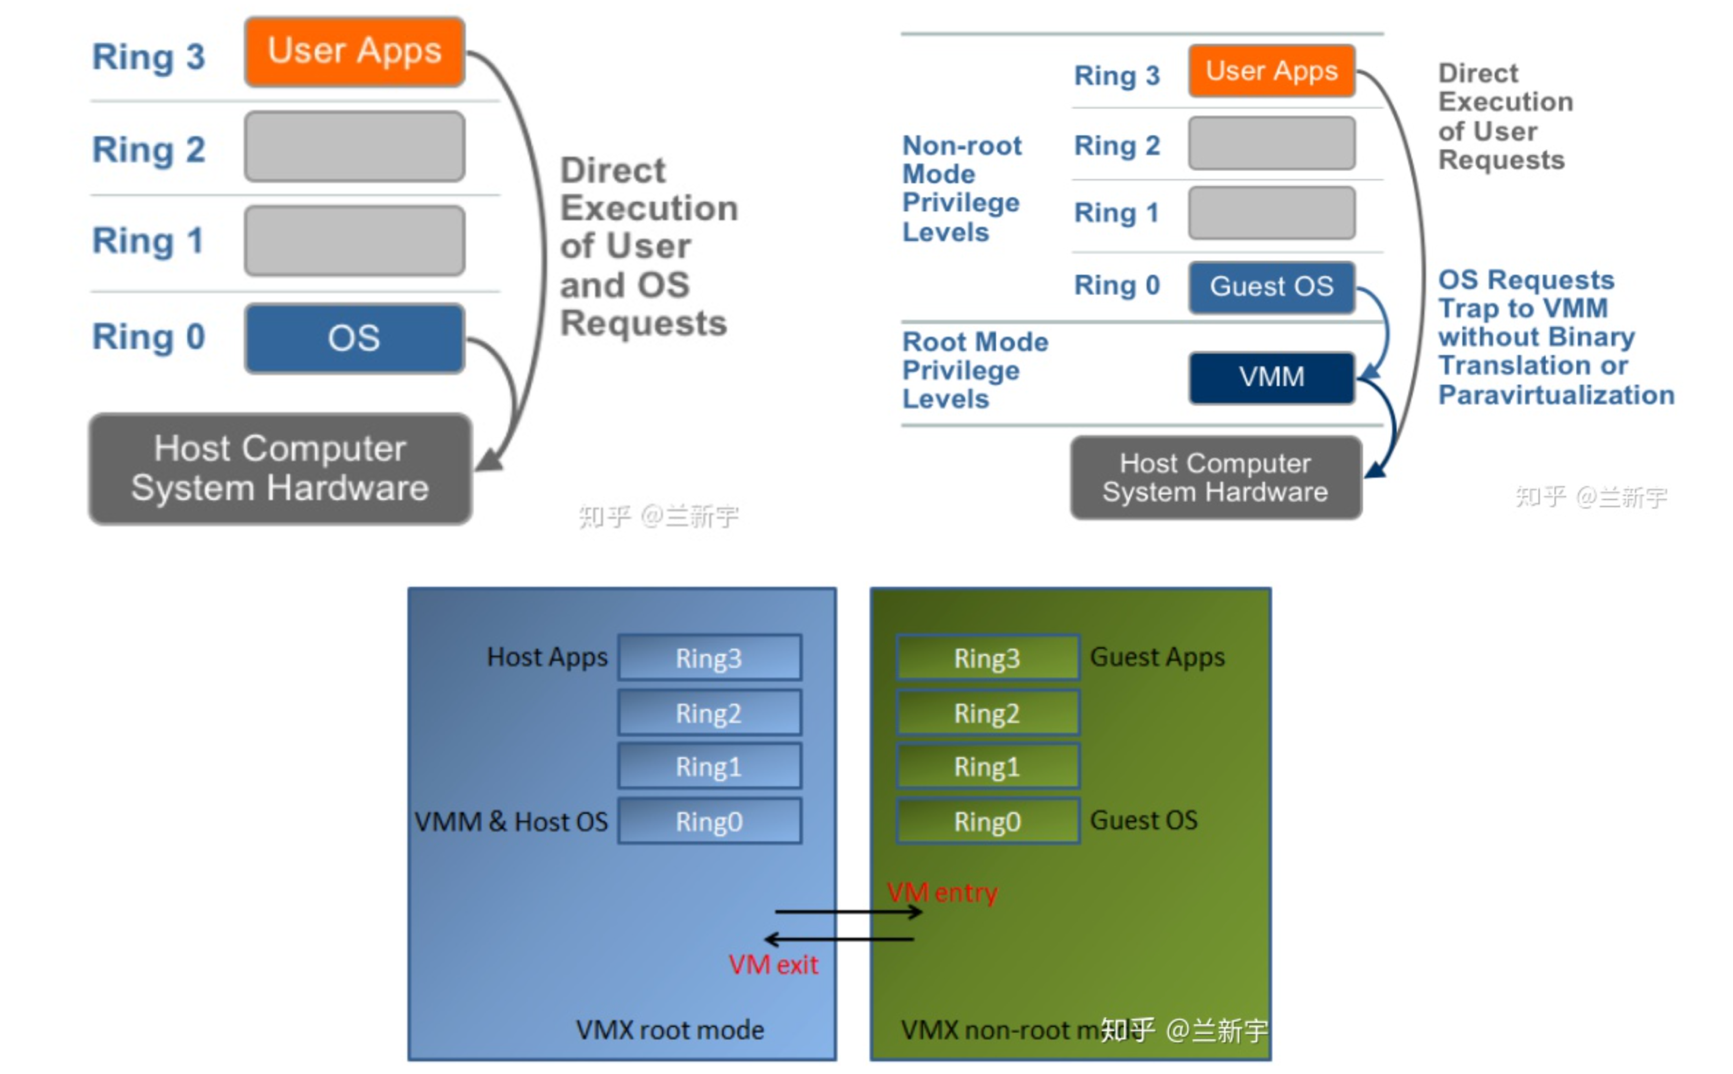 Ring 3
User Apps
Ring 2
Ring 1
Ring 0
OS
Host Computer
System Hardware
Direct
Execution
of User
and OS
Requests
知乎 @兰新宇
Non-root
Mode
Privilege
Levels
Ring 3
User Apps
Ring 2
Ring 1
Ring 0
Guest OS
Root Mode
Privilege
Levels
VMM
Host Computer
System Hardware
Direct
Execution
of User
Requests
OS Requests
Trap to VMM
without Binary
Translation or
Paravirtualization
知乎 @兰新宇
Host Apps
Ring3
Ring2
Ring1
VMM & Host OS
Ring0
VM exit
VMX root mode
Ring3
Guest Apps
Ring2
Ring1
Ring0
Guest OS
VM entry
VMX non-root
知乎 @兰新宇